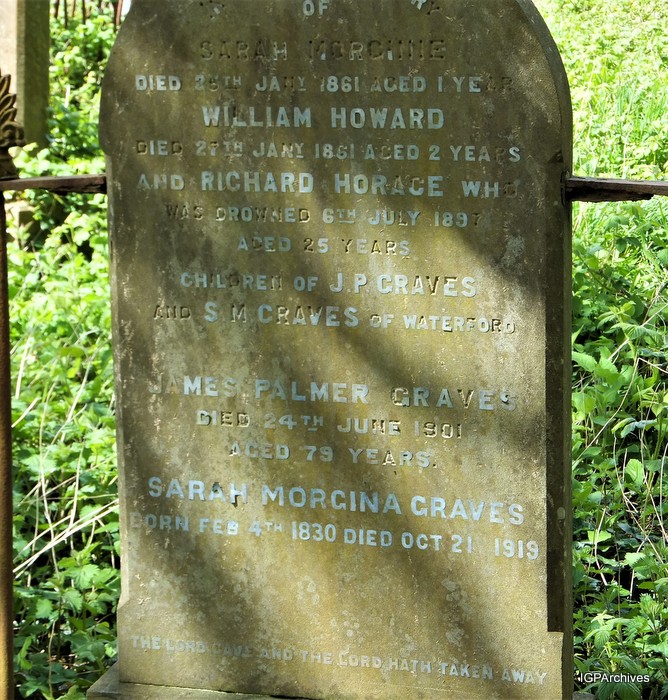 OF
SARAH MORGINIE
DIED 25TH JANY 1861 AGED 1 YEAR
WILLIAM HOWARD
DIED 27TH JANY 1861 AGED 2 YEARS
AND RICHARD HORACE WHO
WAS DROWNED 6TH JULY 1897
AGED 25 YEARS
CHILDREN OF J.P. GRAVES
AND S.M. GRAVES OF WATERFORD
JAMES PALMER GRAVES
DIED 24TH JUNE 1901
AGED 79 YEARS.
SARAH MORGINA GRAVES
BORN FEB 4TH 1830 DIED OCT 21 1919
THE LORD GAVE AND THE LORD HATH TAKEN AWAY
©IGPArchives